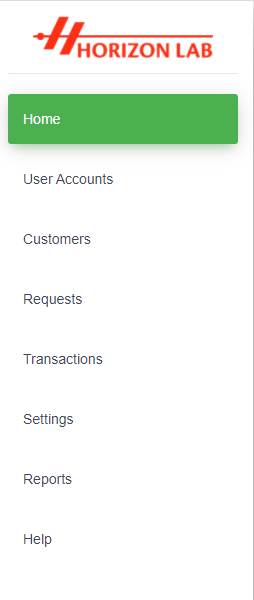 HORIZON LAB
Home
User Accounts
Customers
Requests
Transactions
Settings
Reports
Help